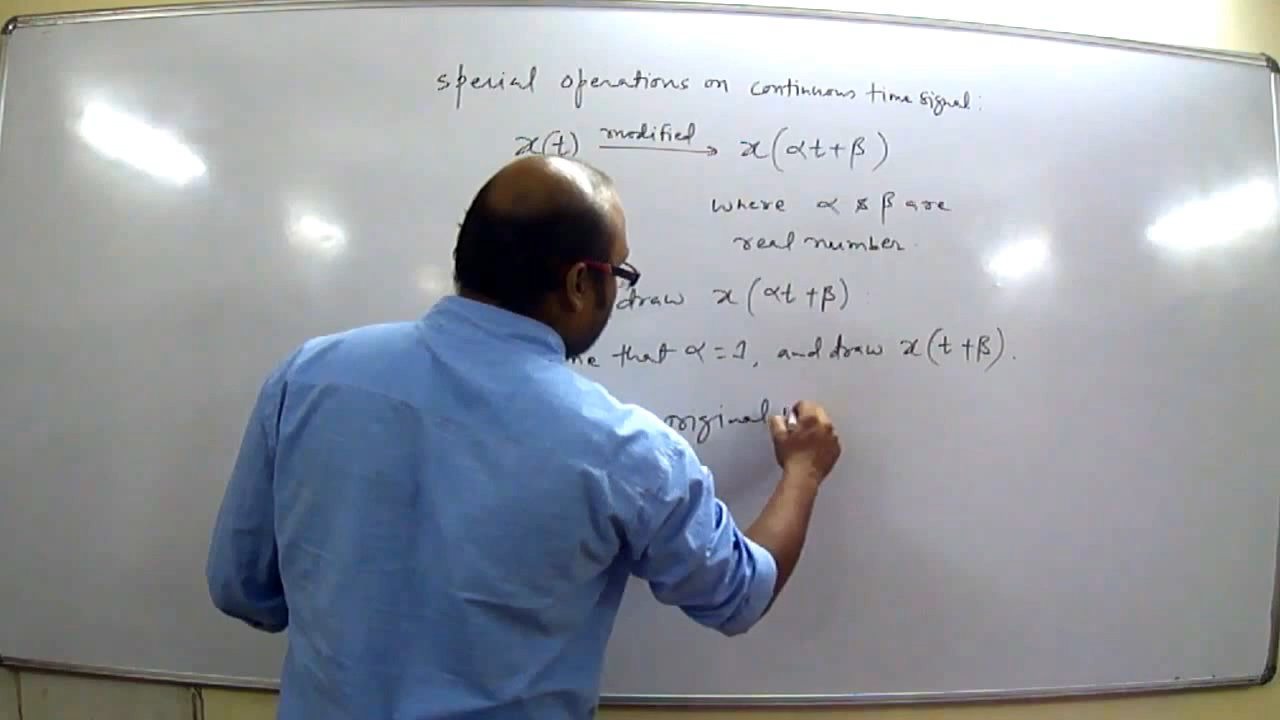 special operations on continuous time signal:
x(t) modified → x(αt+β)
where α & β are
real number.
draw x(αt+β)
that α=1, and draw x(t+β).
original